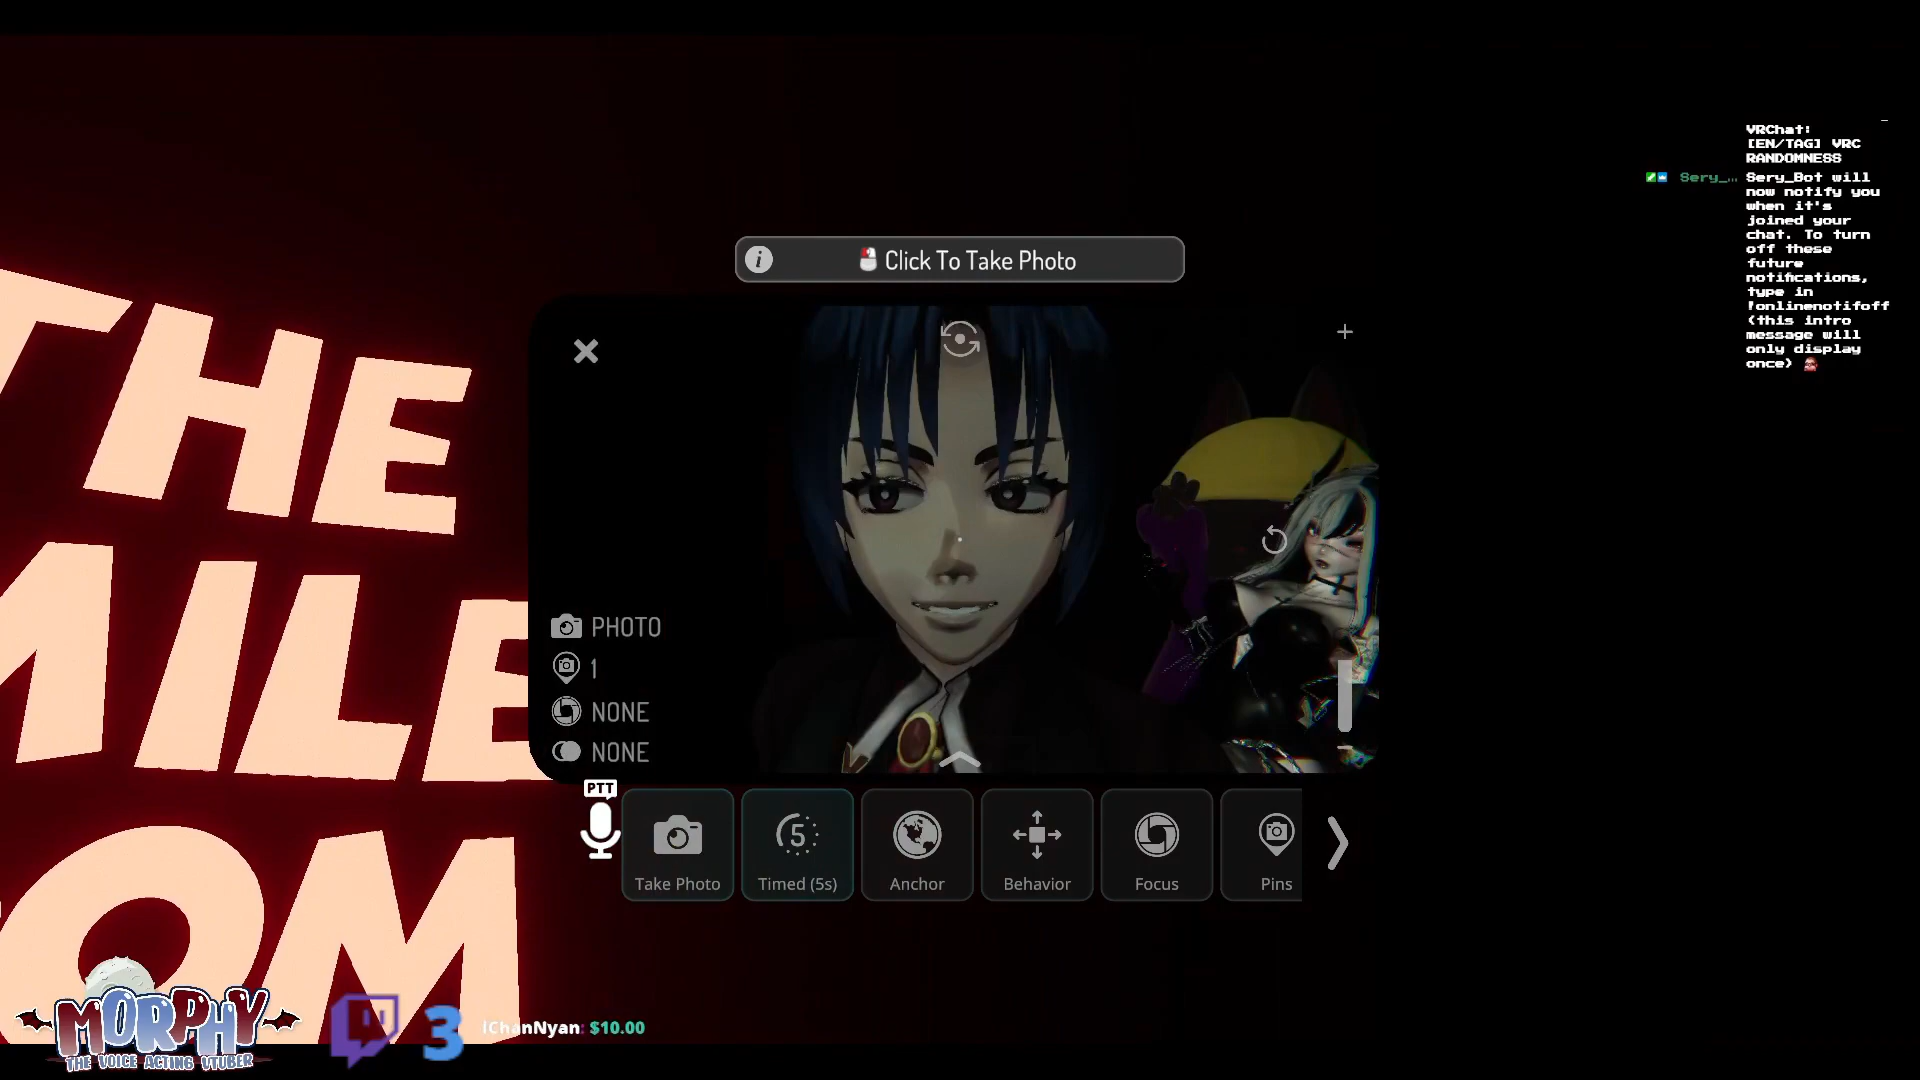 VRChat:
[EN/TAG] VRC
RANDOMNESS
Sery_... Sery_Bot will
now notify you
when it's
joined your
chat. To turn
off these
future
notifications,
type in
!onlinenotifoff
(this intro
message will
only display
once)
Click To Take Photo
THE
MILE
OM
PHOTO
1
NONE
NONE
PTT
Take Photo
5
Timed (5s)
Anchor
Behavior
Focus
Pins
MORPHY
THE VOICE ACTING VTUBER
3
IChanNyan: $10.00